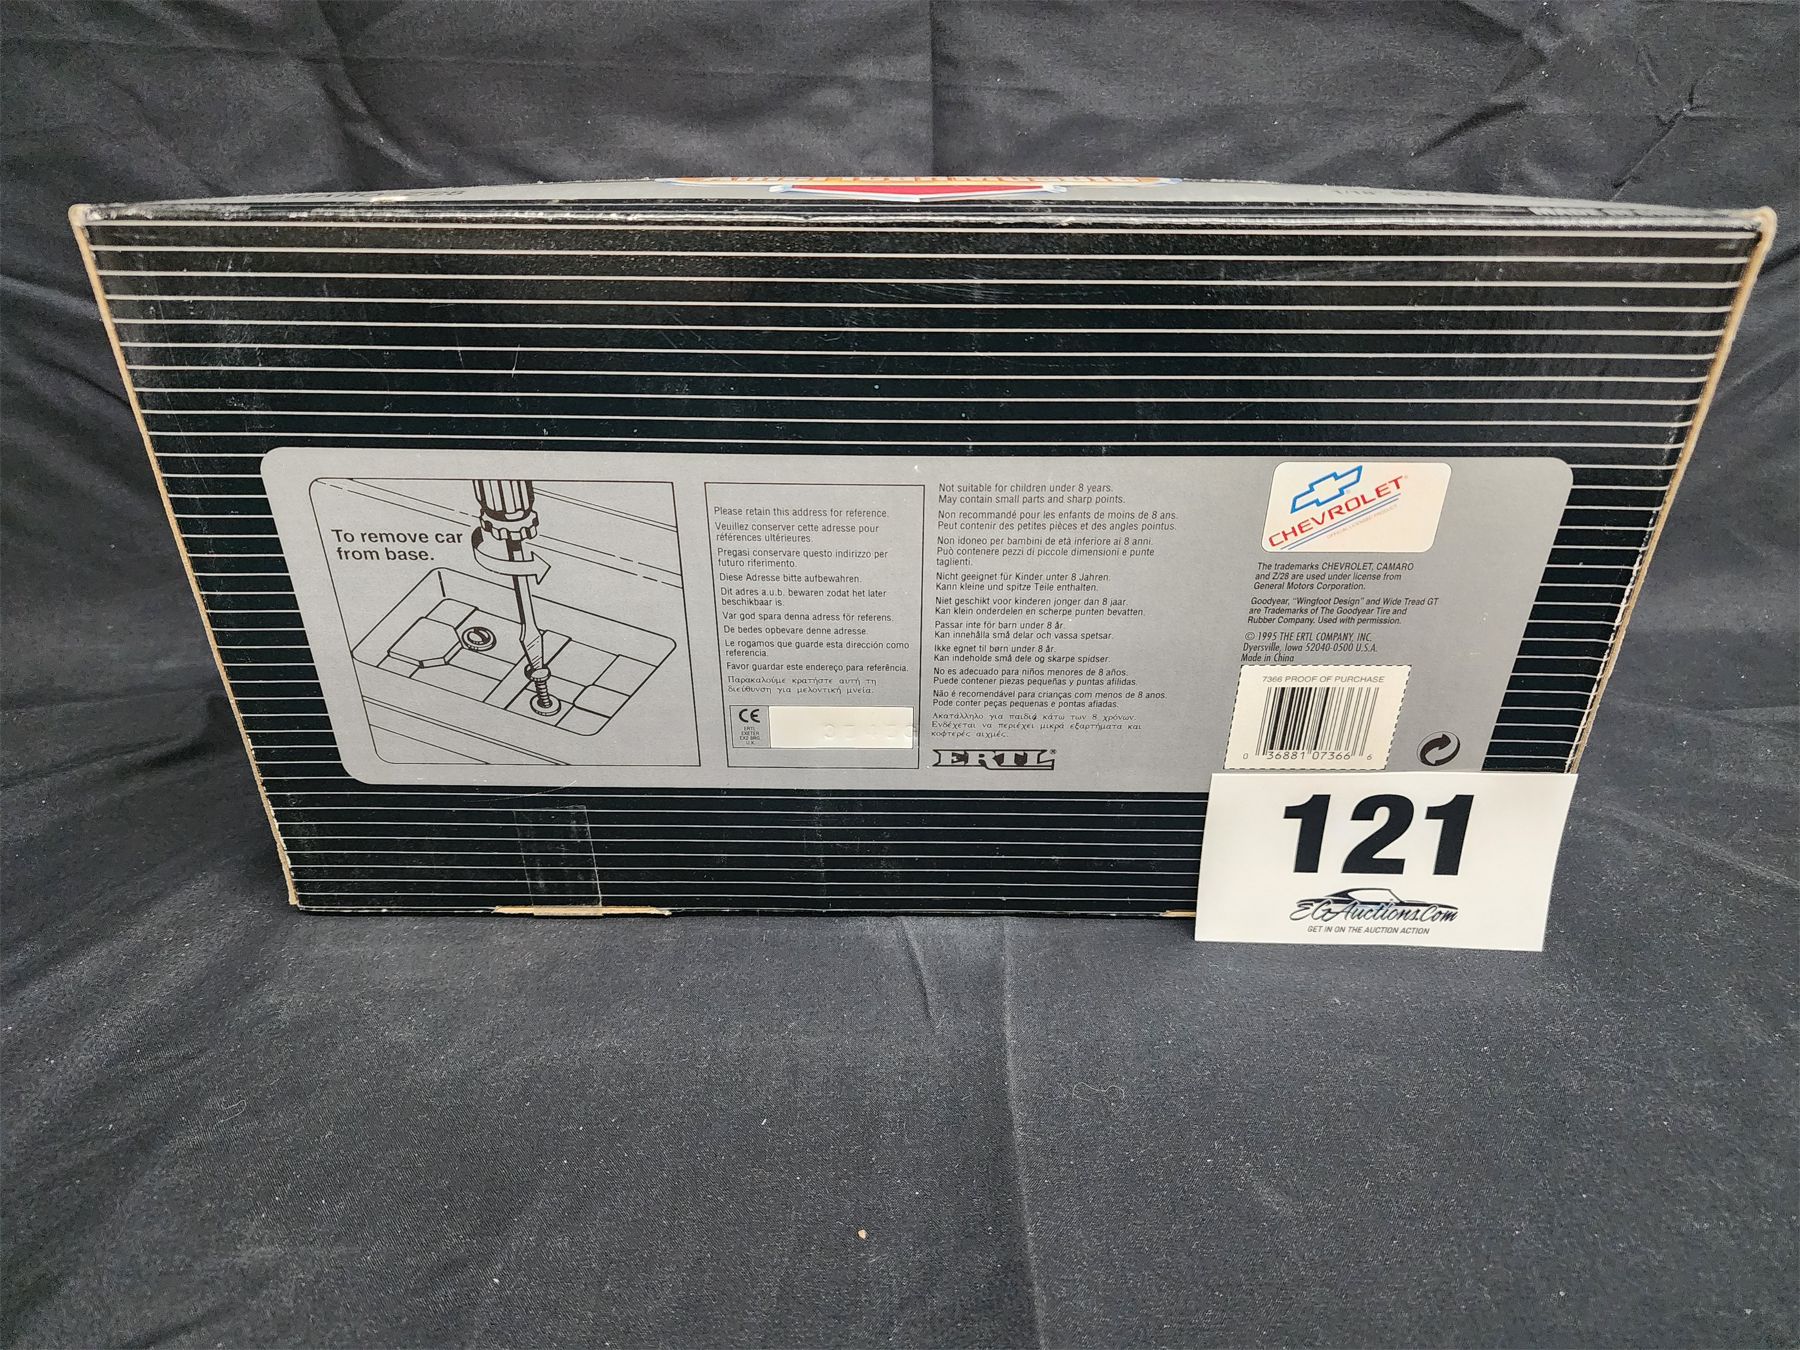 To remove car
from base.
Please retain this address for reference.
Veuillez conserver cette adresse pour
références ultérieures.
Pregasi conservare questo indirizzo per
futuro riferimento.
Diese Adresse bitte aufbewahren.
Dit adres a.u.b. bewaren zodat het later
beschikbaar is.
Var god spara denna adress för referens.
De bedes opbevare denne adresse.
Le rogamos que guarde esta dirección como
referencia.
Favor guardar este endereço para referência.
Παρακαλούμε κρατήστε αυτή τη
διεύθυνση για μελοντική μνεία.
CE
ERTL
EXETER
EX2 8RG
U.K.
Not suitable for children under 8 years.
May contain small parts and sharp points.
Non recommandé pour les enfants de moins de 8 ans.
Peut contenir des petites pièces et des angles pointus.
Non idoneo per bambini de età inferiore ai 8 anni.
Può contenere pezzi di piccole dimensioni e punte
taglienti.
Nicht geeignet für Kinder unter 8 Jahren.
Kann kleine und spitze Teile enthalten.
Niet geschikt voor kinderen jonger dan 8 jaar.
Kan klein onderdelen en scherpe punten bevatten.
Passar inte för barn under 8 år.
Kan innehålla små delar och vassa spetsar.
Ikke egnet til børn under 8 år.
Kan indeholde små dele og skarpe spidser.
No es adecuado para niños menores de 8 años.
Puede contener piezas pequeñas y puntas afilidas.
Não é recomendável para crianças com menos de 8 anos.
Pode conter peças pequenas e pontas afiadas.
Ακατάλληλο για παιδιά κάτω των 8 χρόνων.
Ενδέχεται να περιέχει μικρά εξαρτήματα και
κοφτερές αιχμές.
ERTL®
CHEVROLET
OFFICIAL LICENSED PRODUCT
The trademarks CHEVROLET, CAMARO
and Z/28 are used under license from
General Motors Corporation.
Goodyear, "Wingfoot Design" and Wide Tread GT
are Trademarks of The Goodyear Tire and
Rubber Company. Used with permission.
© 1995 THE ERTL COMPANY, INC.
Dyersville, Iowa 52040-0500 U.S.A.
Made in China
7366 PROOF OF PURCHASE
0 36881 07366 6
121
EGAuctions.Com
GET IN ON THE AUCTION ACTION